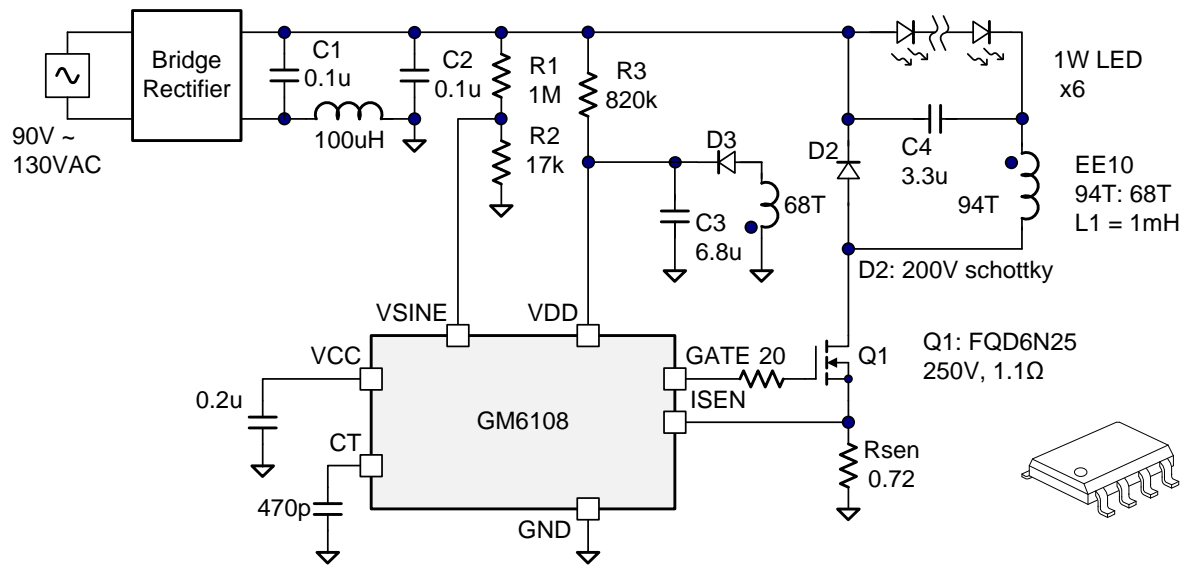 Bridge
Rectifier
90V ~
130VAC
C1
0.1u
100uH
C2
0.1u
R1
1M
R2
17k
R3
820k
D3
C3
6.8u
68T
D2
C4
3.3u
94T
1W LED
x6
EE10
94T: 68T
L1 = 1mH
D2: 200V schottky
VSINE
VDD
VCC
0.2u
CT
470p
GM6108
GND
GATE 20
ISEN
Q1
Q1: FQD6N25
250V, 1.1Ω
Rsen
0.72